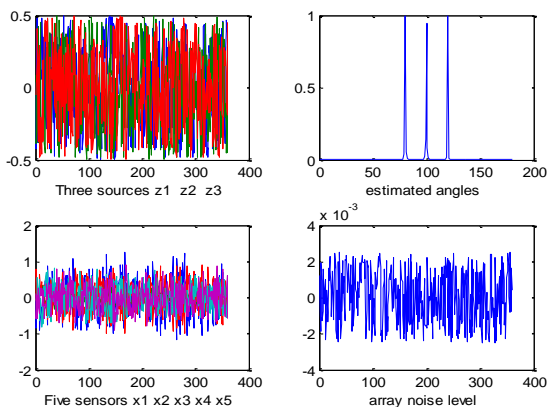 0.5
0
-0.5
0 100 200 300 400
Three sources z1 z2 z3
1
0.5
0
0 50 100 150 200
estimated angles
2
1
0
-1
-2
0 100 200 300 400
Five sensors x1 x2 x3 x4 x5
x 10-3
4
2
0
-2
-4
0 100 200 300 400
array noise level